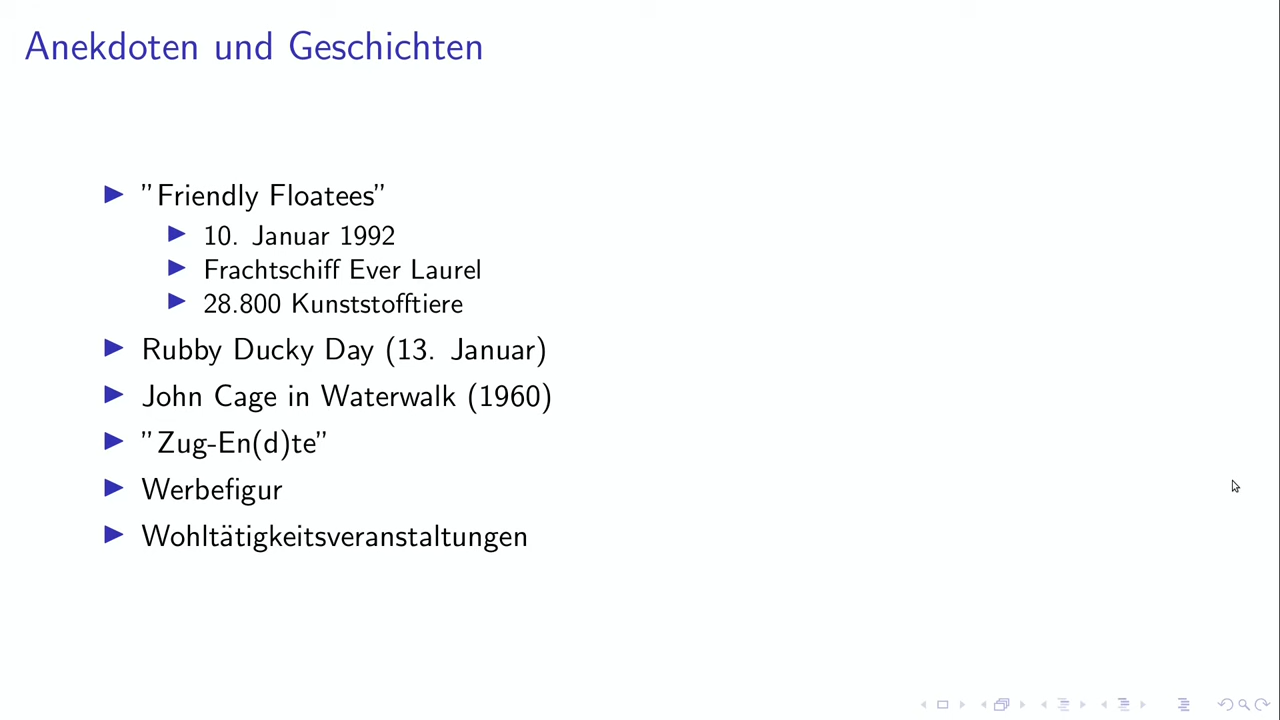 Anekdoten und Geschichten
"Friendly Floatees"
10. Januar 1992
Frachtschiff Ever Laurel
28.800 Kunststofftiere
Rubby Ducky Day (13. Januar)
John Cage in Waterwalk (1960)
"Zug-En(d)te"
Werbefigur
Wohltätigkeitsveranstaltungen